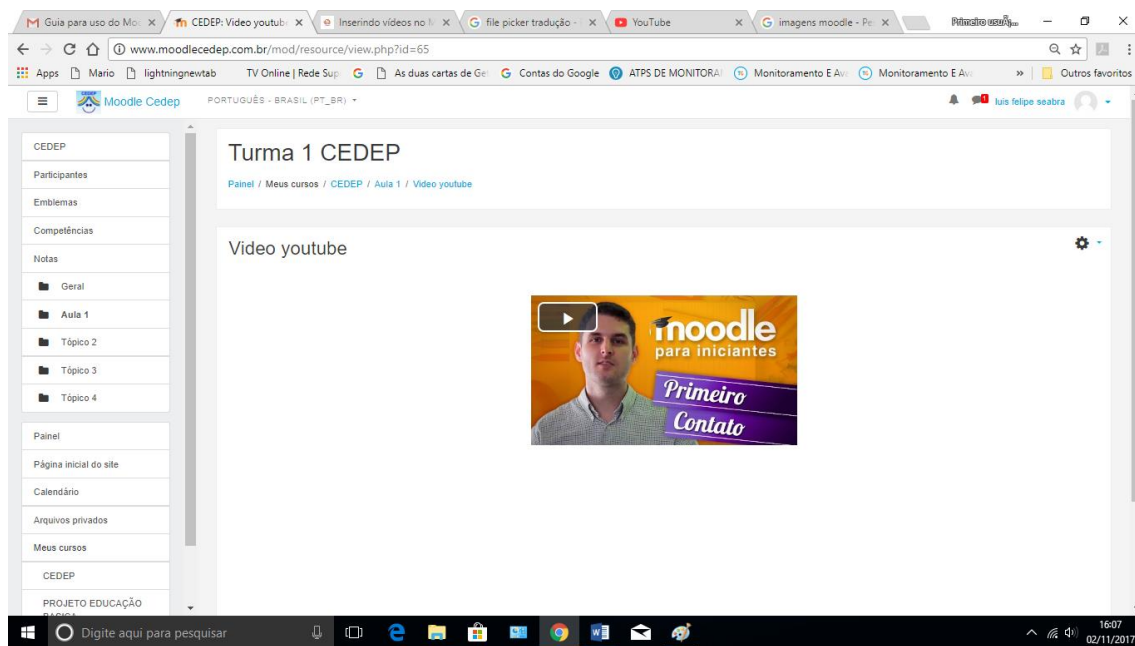 Guia para uso do Mo
CEDEP: Video youtub
Inserindo vídeos no
file picker tradução -
YouTube
imagens moodle - Pe
www.moodlecedep.com.br/mod/resource/view.php?id=65
Apps
Mario
lightningnewtab
TV Online | Rede Sup
As duas cartas de Ge
Contas do Google
ATPS DE MONITORA
Monitoramento E Av
Monitoramento E Av
»
Outros favoritos
CEDEP
Moodle Cedep
PORTUGUÊS - BRASIL (PT_BR)
1
luis felipe seabra
CEDEP
Participantes
Emblemas
Competências
Notas
Geral
Aula 1
Tópico 2
Tópico 3
Tópico 4
Painel
Página inicial do site
Calendário
Arquivos privados
Meus cursos
CEDEP
PROJETO EDUCAÇÃO
Turma 1 CEDEP
Painel / Meus cursos / CEDEP / Aula 1 / Video youtube
Video youtube
moodle
para iniciantes
Primeiro
Contato
Digite aqui para pesquisar
16:07
02/11/2017